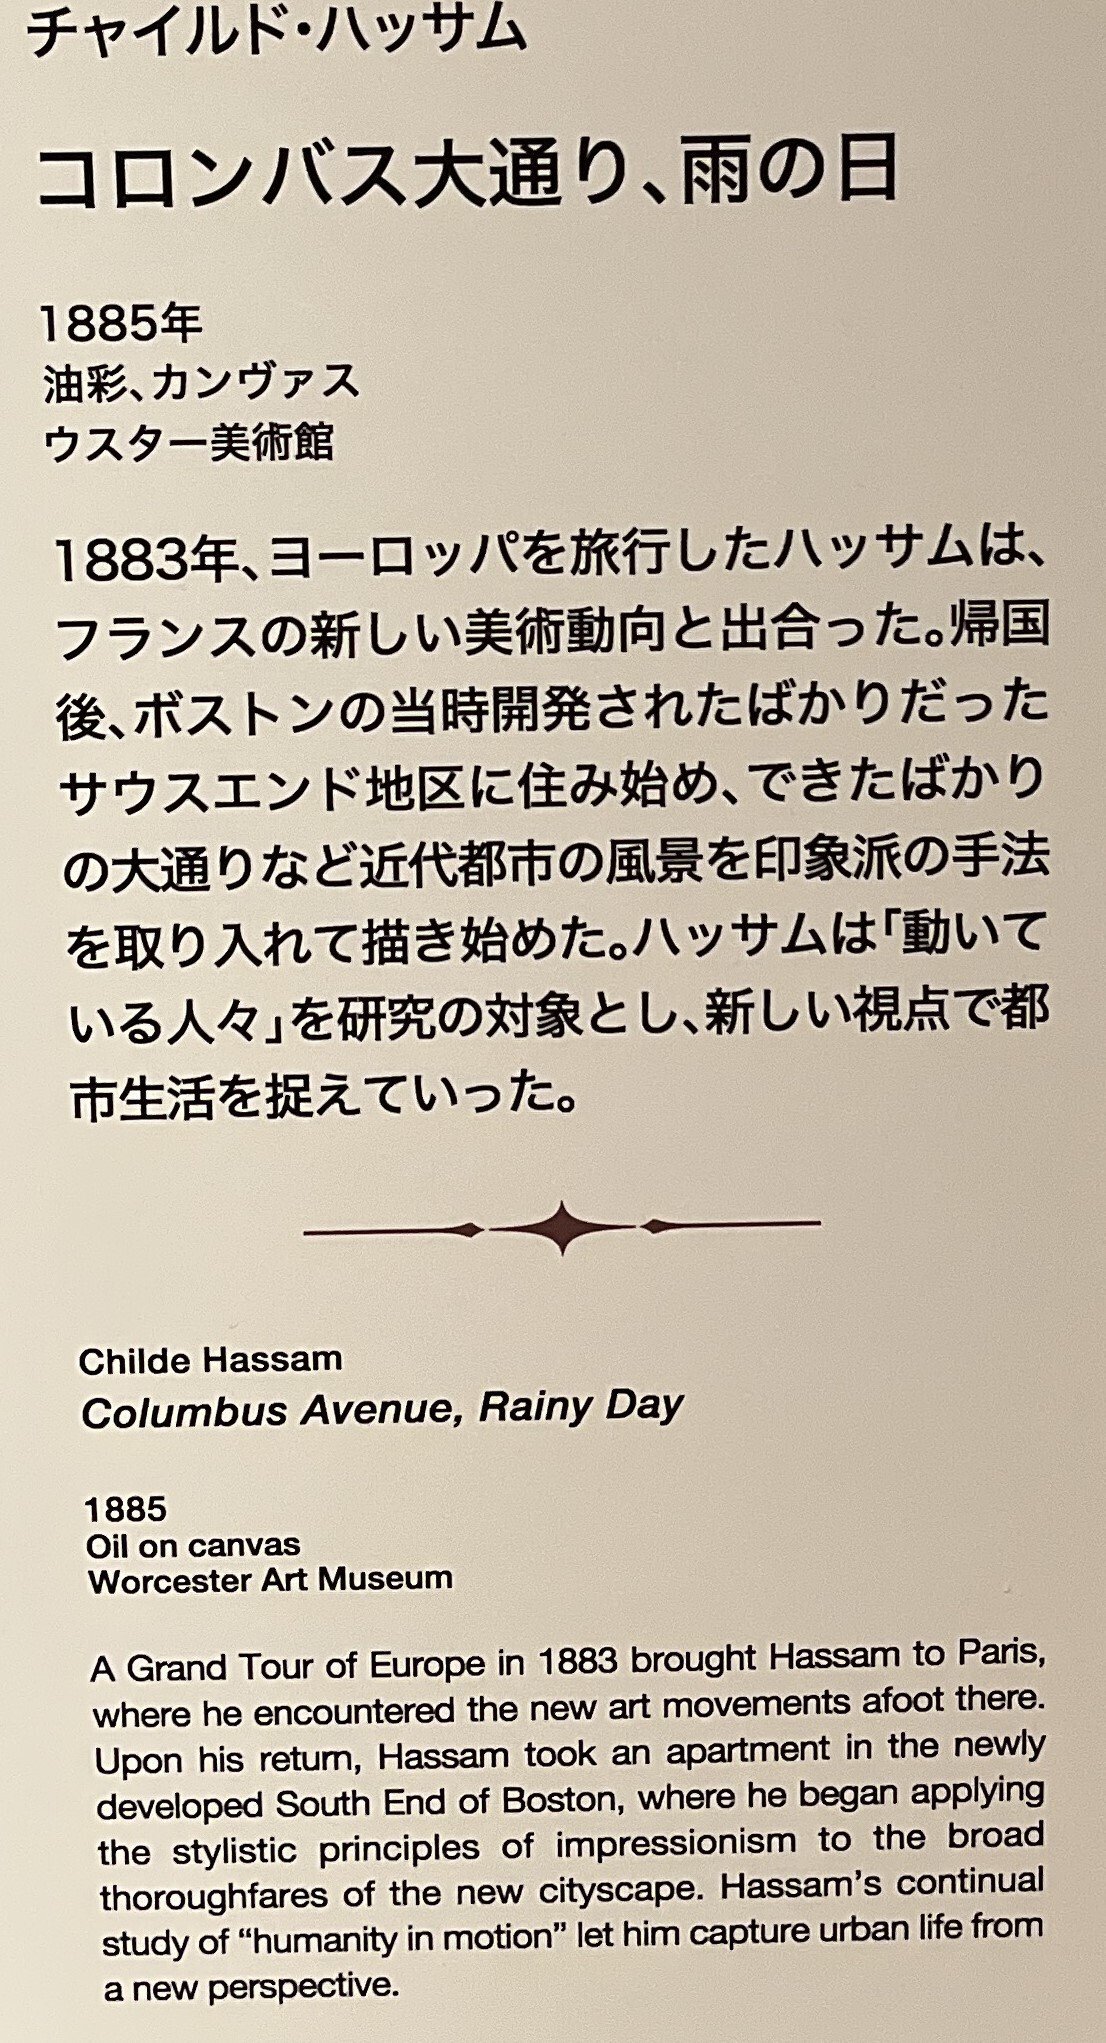 チャイルド・ハッサム
コロンバス大通り、雨の日
1885年
油彩、カンヴァス
ウスター美術館
1883年、ヨーロッパを旅行したハッサムは、
フランスの新しい美術動向と出合った。帰国
後、ボストンの当時開発されたばかりだった
サウスエンド地区に住み始め、できたばかり
の大通りなど近代都市の風景を印象派の手法
を取り入れて描き始めた。ハッサムは「動いて
いる人々」を研究の対象とし、新しい視点で都
市生活を捉えていった。
Childe Hassam
Columbus Avenue, Rainy Day
1885
Oil on canvas
Worcester Art Museum
A Grand Tour of Europe in 1883 brought Hassam to Paris,
where he encountered the new art movements afoot there.
Upon his return, Hassam took an apartment in the newly
developed South End of Boston, where he began applying
the stylistic principles of impressionism to the broad
thoroughfares of the new cityscape. Hassam’s continual
study of “humanity in motion” let him capture urban life from
a new perspective.